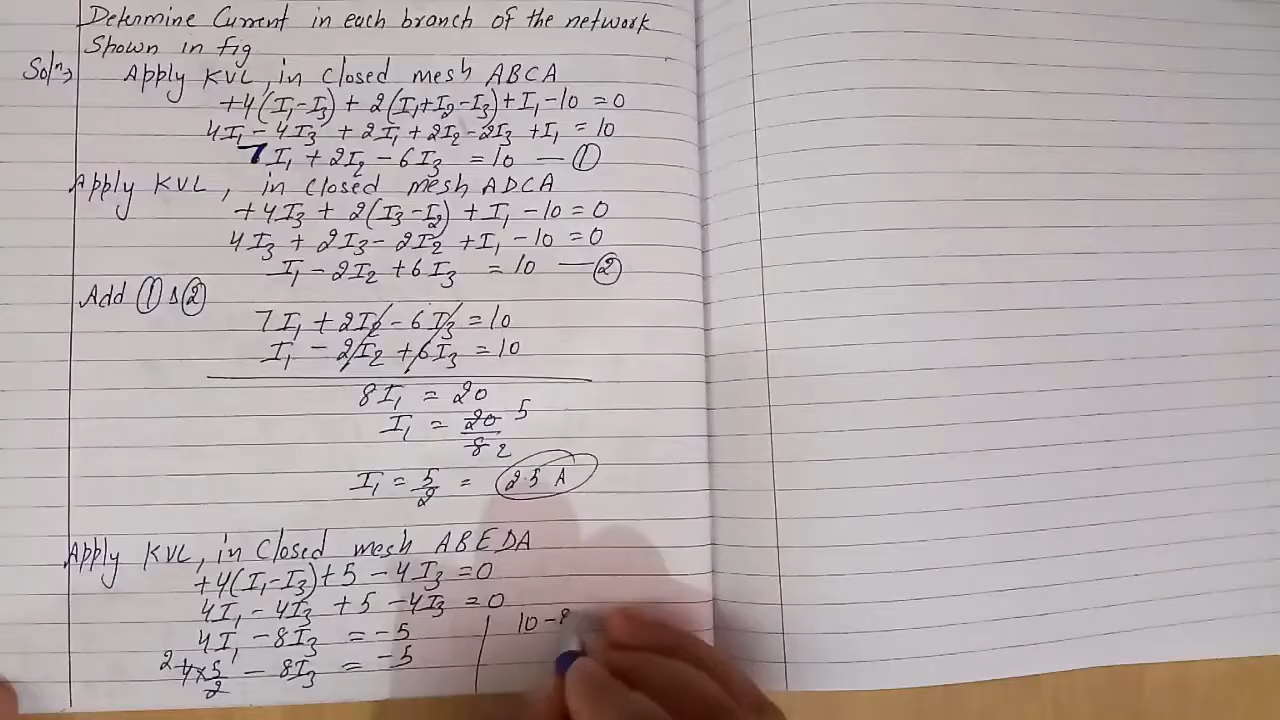 Determine Current in each branch of the network
Shown in fig
Solⁿ⇒ Apply KVL, in closed mesh ABCA
+4(I₁-I₃) + 2(I₁+I₂-I₃)+I₁-10 =0
4I₁-4I₃ + 2I₁+2I₂-2I₃ +I₁ =10
7I₁ + 2I₂ - 6I₃ =10 — ①
Apply KVL, in closed mesh ADCA
+4I₃ + 2(I₃-I₂) +I₁ -10 =0
4I₃ + 2I₃- 2I₂ +I₁ -10 =0
I₁ -2I₂ +6I₃ = 10 — ②
Add ① & ②
7I₁ +2I₂ -6I₃ =10
I₁ - 2I₂ +6I₃ =10
8I₁ = 20
I₁ = 20/8 5/2
I₁ = 5/2 = 2.5 A
Apply KVL, in Closed mesh ABEDA
+4(I₁-I₃)+5 -4I₃ =0
4I₁-4I₃ +5 -4I₃ =0
4I₁ -8I₃ =-5 10-8
2 4×5/2 1 - 8I₃ = -5